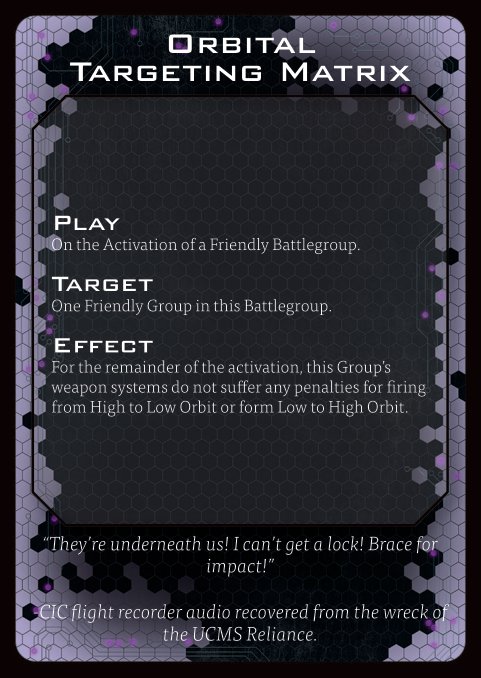 Orbital
Targeting Matrix
Play
On the Activation of a Friendly Battlegroup.
Target
One Friendly Group in this Battlegroup.
Effect
For the remainder of the activation, this Group's
weapon systems do not suffer any penalties for firing
from High to Low Orbit or form Low to High Orbit.
“They’re underneath us! I can’t get a lock! Brace for
impact!”
-CIC flight recorder audio recovered from the wreck of
the UCMS Reliance.